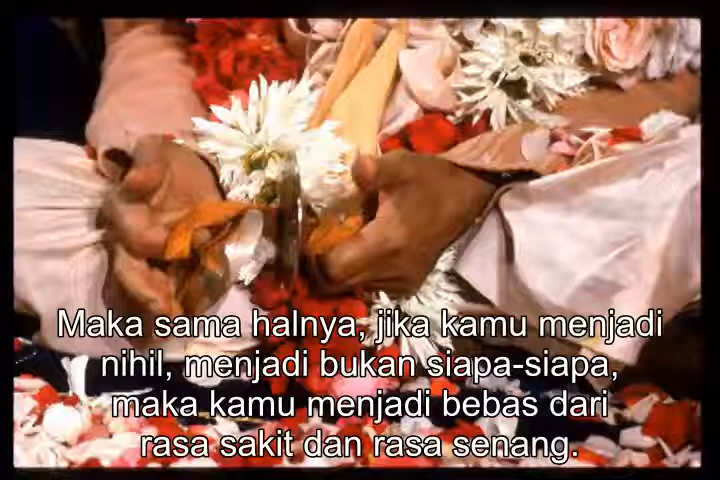 Maka sama halnya, jika kamu menjadi
nihil, menjadi bukan siapa-siapa,
maka kamu menjadi bebas dari
rasa sakit dan rasa senang.